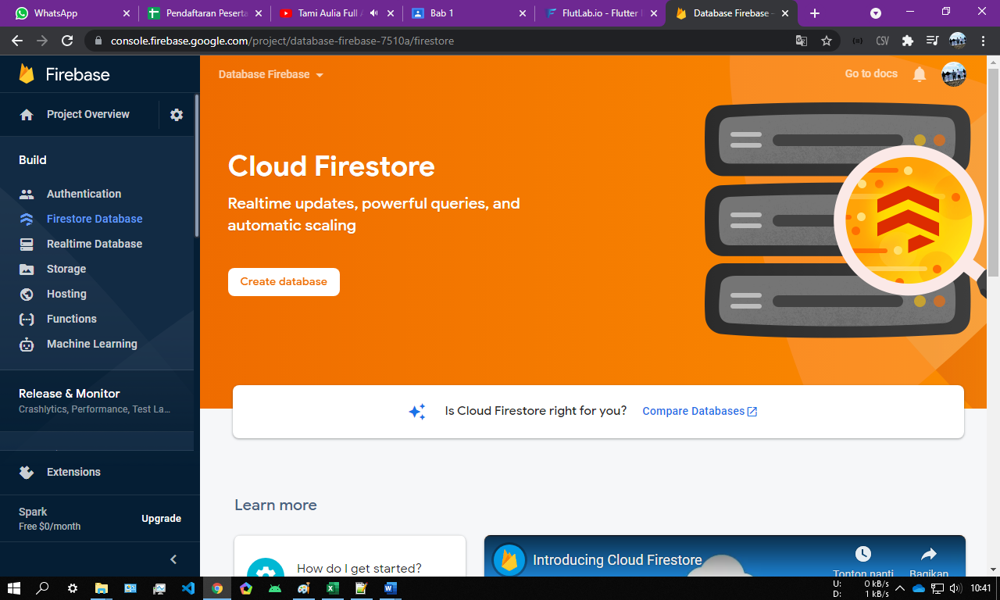 WhatsApp
Pendaftaran Peserta
Tami Aulia Full A
Bab 1
FlutLab.io - Flutter
Database Firebase -
console.firebase.google.com/project/database-firebase-7510a/firestore
CSV
Firebase
Database Firebase
Go to docs
Project Overview
Build
Authentication
Firestore Database
Realtime Database
Storage
Hosting
Functions
Machine Learning
Release & Monitor
Crashlytics, Performance, Test La...
Extensions
Spark
Free $0/month
Upgrade
Cloud Firestore
Realtime updates, powerful queries, and
automatic scaling
Create database
Is Cloud Firestore right for you? Compare Databases
Learn more
How do I get started?
Introducing Cloud Firestore
Tonton nanti
Bagikan
U: 0 kB/s
D: 1 kB/s
10:41